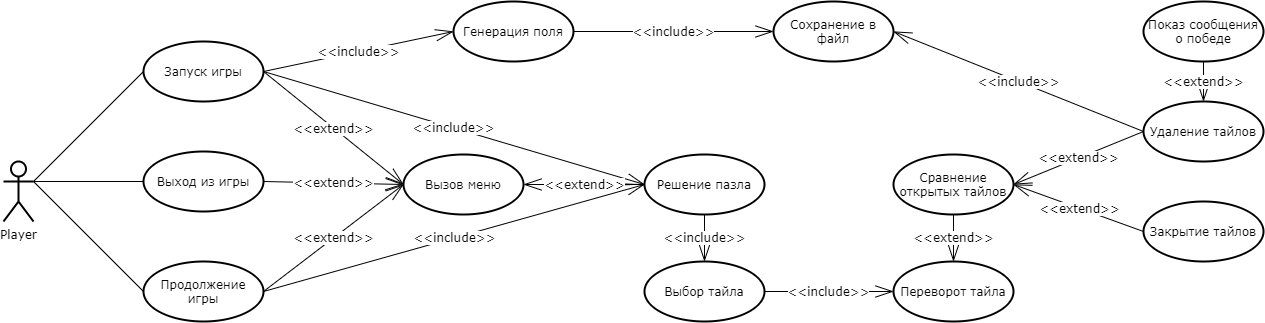 Генерация поля
<<include>>
Сохранение в
файл
Показ сообщения
о победе
Запуск игры
<<include>>
<<include>>
<<extend>>
Удаление тайлов
<<extend>>
<<include>>
<<extend>>
Player
Выход из игры
<<extend>>
Вызов меню
<<extend>>
Решение пазла
Сравнение
открытых тайлов
<<extend>>
Закрытие тайлов
<<extend>>
<<include>>
<<include>>
<<extend>>
Продолжение
игры
Выбор тайла
<<include>>
Переворот тайла